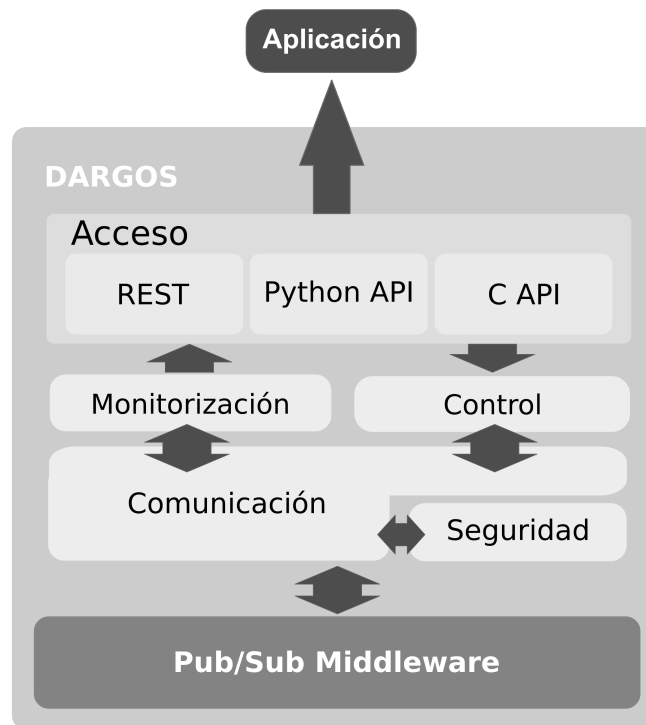 Aplicación
DARGOS
Acceso
REST
Python API
C API
Monitorización
Control
Comunicación
Seguridad
Pub/Sub Middleware